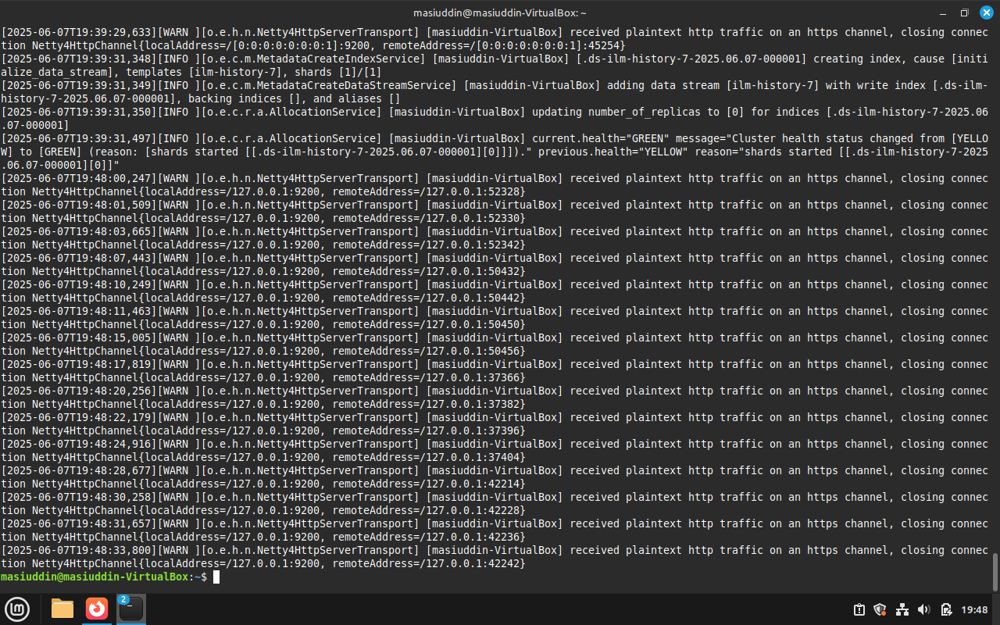 masiuddin@masiuddin-VirtualBox: ~
[2025-06-07T19:39:29,633][WARN ][o.e.h.n.Netty4HttpServerTransport] [masiuddin-VirtualBox] received plaintext http traffic on an https channel, closing connec
tion Netty4HttpChannel{localAddress=/[0:0:0:0:0:0:0:1]:9200, remoteAddress=/[0:0:0:0:0:0:0:1]:45254}
[2025-06-07T19:39:31,348][INFO ][o.e.c.m.MetadataCreateIndexService] [masiuddin-VirtualBox] [.ds-ilm-history-7-2025.06.07-000001] creating index, cause [initi
alize_data_stream], templates [ilm-history-7], shards [1]/[1]
[2025-06-07T19:39:31,349][INFO ][o.e.c.m.MetadataCreateDataStreamService] [masiuddin-VirtualBox] adding data stream [ilm-history-7] with write index [.ds-ilm-
history-7-2025.06.07-000001], backing indices [], and aliases []
[2025-06-07T19:39:31,350][INFO ][o.e.c.r.a.AllocationService] [masiuddin-VirtualBox] updating number_of_replicas to [0] for indices [.ds-ilm-history-7-2025.06
.07-000001]
[2025-06-07T19:39:31,497][INFO ][o.e.c.r.a.AllocationService] [masiuddin-VirtualBox] current.health="GREEN" message="Cluster health status changed from [YELLO
W] to [GREEN] (reason: [shards started [[.ds-ilm-history-7-2025.06.07-000001][0]]])." previous.health="YELLOW" reason="shards started [[.ds-ilm-history-7-2025
.06.07-000001][0]]"
[2025-06-07T19:48:00,247][WARN ][o.e.h.n.Netty4HttpServerTransport] [masiuddin-VirtualBox] received plaintext http traffic on an https channel, closing connec
tion Netty4HttpChannel{localAddress=/127.0.0.1:9200, remoteAddress=/127.0.0.1:52328}
[2025-06-07T19:48:01,509][WARN ][o.e.h.n.Netty4HttpServerTransport] [masiuddin-VirtualBox] received plaintext http traffic on an https channel, closing connec
tion Netty4HttpChannel{localAddress=/127.0.0.1:9200, remoteAddress=/127.0.0.1:52330}
[2025-06-07T19:48:03,665][WARN ][o.e.h.n.Netty4HttpServerTransport] [masiuddin-VirtualBox] received plaintext http traffic on an https channel, closing connec
tion Netty4HttpChannel{localAddress=/127.0.0.1:9200, remoteAddress=/127.0.0.1:52342}
[2025-06-07T19:48:07,443][WARN ][o.e.h.n.Netty4HttpServerTransport] [masiuddin-VirtualBox] received plaintext http traffic on an https channel, closing connec
tion Netty4HttpChannel{localAddress=/127.0.0.1:9200, remoteAddress=/127.0.0.1:50432}
[2025-06-07T19:48:10,249][WARN ][o.e.h.n.Netty4HttpServerTransport] [masiuddin-VirtualBox] received plaintext http traffic on an https channel, closing connec
tion Netty4HttpChannel{localAddress=/127.0.0.1:9200, remoteAddress=/127.0.0.1:50442}
[2025-06-07T19:48:11,463][WARN ][o.e.h.n.Netty4HttpServerTransport] [masiuddin-VirtualBox] received plaintext http traffic on an https channel, closing connec
tion Netty4HttpChannel{localAddress=/127.0.0.1:9200, remoteAddress=/127.0.0.1:50450}
[2025-06-07T19:48:15,005][WARN ][o.e.h.n.Netty4HttpServerTransport] [masiuddin-VirtualBox] received plaintext http traffic on an https channel, closing connec
tion Netty4HttpChannel{localAddress=/127.0.0.1:9200, remoteAddress=/127.0.0.1:50456}
[2025-06-07T19:48:17,819][WARN ][o.e.h.n.Netty4HttpServerTransport] [masiuddin-VirtualBox] received plaintext http traffic on an https channel, closing connec
tion Netty4HttpChannel{localAddress=/127.0.0.1:9200, remoteAddress=/127.0.0.1:37366}
[2025-06-07T19:48:20,256][WARN ][o.e.h.n.Netty4HttpServerTransport] [masiuddin-VirtualBox] received plaintext http traffic on an https channel, closing connec
tion Netty4HttpChannel{localAddress=/127.0.0.1:9200, remoteAddress=/127.0.0.1:37382}
[2025-06-07T19:48:22,179][WARN ][o.e.h.n.Netty4HttpServerTransport] [masiuddin-VirtualBox] received plaintext http traffic on an https channel, closing connec
tion Netty4HttpChannel{localAddress=/127.0.0.1:9200, remoteAddress=/127.0.0.1:37396}
[2025-06-07T19:48:24,916][WARN ][o.e.h.n.Netty4HttpServerTransport] [masiuddin-VirtualBox] received plaintext http traffic on an https channel, closing connec
tion Netty4HttpChannel{localAddress=/127.0.0.1:9200, remoteAddress=/127.0.0.1:37404}
[2025-06-07T19:48:28,677][WARN ][o.e.h.n.Netty4HttpServerTransport] [masiuddin-VirtualBox] received plaintext http traffic on an https channel, closing connec
tion Netty4HttpChannel{localAddress=/127.0.0.1:9200, remoteAddress=/127.0.0.1:42214}
[2025-06-07T19:48:30,258][WARN ][o.e.h.n.Netty4HttpServerTransport] [masiuddin-VirtualBox] received plaintext http traffic on an https channel, closing connec
tion Netty4HttpChannel{localAddress=/127.0.0.1:9200, remoteAddress=/127.0.0.1:42228}
[2025-06-07T19:48:31,657][WARN ][o.e.h.n.Netty4HttpServerTransport] [masiuddin-VirtualBox] received plaintext http traffic on an https channel, closing connec
tion Netty4HttpChannel{localAddress=/127.0.0.1:9200, remoteAddress=/127.0.0.1:42236}
[2025-06-07T19:48:33,800][WARN ][o.e.h.n.Netty4HttpServerTransport] [masiuddin-VirtualBox] received plaintext http traffic on an https channel, closing connec
tion Netty4HttpChannel{localAddress=/127.0.0.1:9200, remoteAddress=/127.0.0.1:42242}
masiuddin@masiuddin-VirtualBox:~$
2
19:48